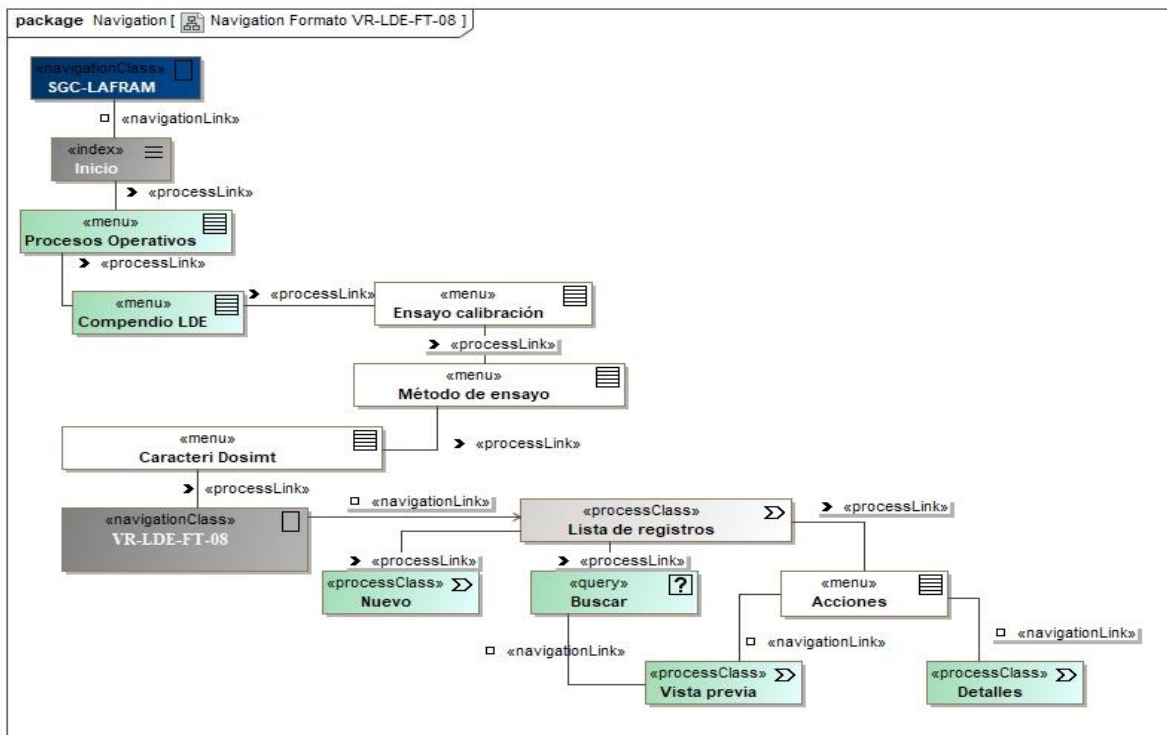 package Navigation [ Navigation Formato VR-LDE-FT-08 ]
«navigationClass»
SGC-LAFRAM
«navigationLink»
«index»
Inicio
«processLink»
«menu»
Procesos Operativos
«processLink»
«menu»
Compendio LDE
«processLink»
«menu»
Ensayo calibración
«processLink»
«menu»
Método de ensayo
«processLink»
«menu»
Caracteri Dosimt
«processLink»
«navigationClass»
VR-LDE-FT-08
«navigationLink»
«processClass»
Lista de registros
«processLink»
«processLink»
«processLink»
«processClass»
Nuevo
«query»
?
Buscar
«menu»
Acciones
«navigationLink»
«navigationLink»
«navigationLink»
«processClass»
Vista previa
«processClass»
Detalles